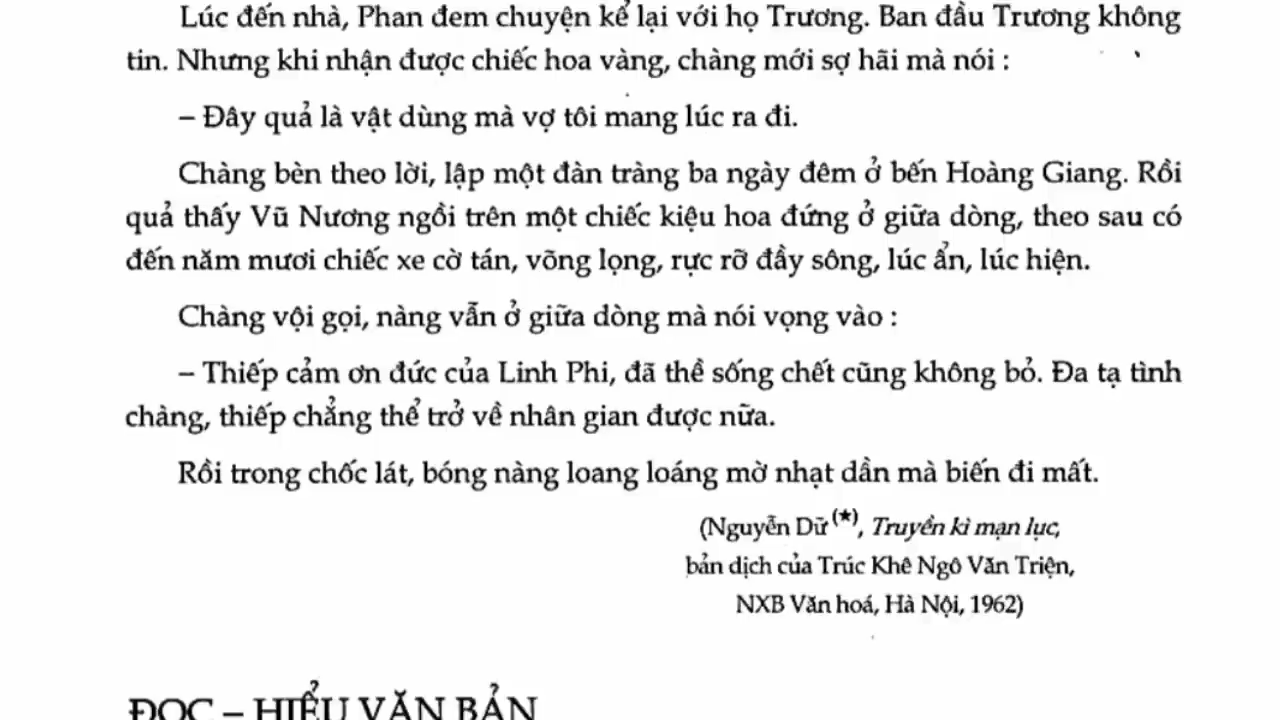 Lúc đến nhà, Phan đem chuyện kể lại với họ Trương. Ban đầu Trương không
tin. Nhưng khi nhận được chiếc hoa vàng, chàng mới sợ hãi mà nói :
– Đây quả là vật dùng mà vợ tôi mang lúc ra đi.
Chàng bèn theo lời, lập một đàn tràng ba ngày đêm ở bến Hoàng Giang. Rồi
quả thấy Vũ Nương ngồi trên một chiếc kiệu hoa đứng ở giữa dòng, theo sau có
đến năm mươi chiếc xe cờ tán, võng lọng, rực rỡ đầy sông, lúc ẩn, lúc hiện.
Chàng vội gọi, nàng vẫn ở giữa dòng mà nói vọng vào :
– Thiếp cảm ơn đức của Linh Phi, đã thề sống chết cũng không bỏ. Đa tạ tình
chàng, thiếp chẳng thể trở về nhân gian được nữa.
Rồi trong chốc lát, bóng nàng loang loáng mờ nhạt dần mà biến đi mất.
(Nguyễn Dữ(★), Truyền kì mạn lục,
bản dịch của Trúc Khê Ngô Văn Triện,
NXB Văn hoá, Hà Nội, 1962)
ĐỌC – HIỂU VĂN BẢN